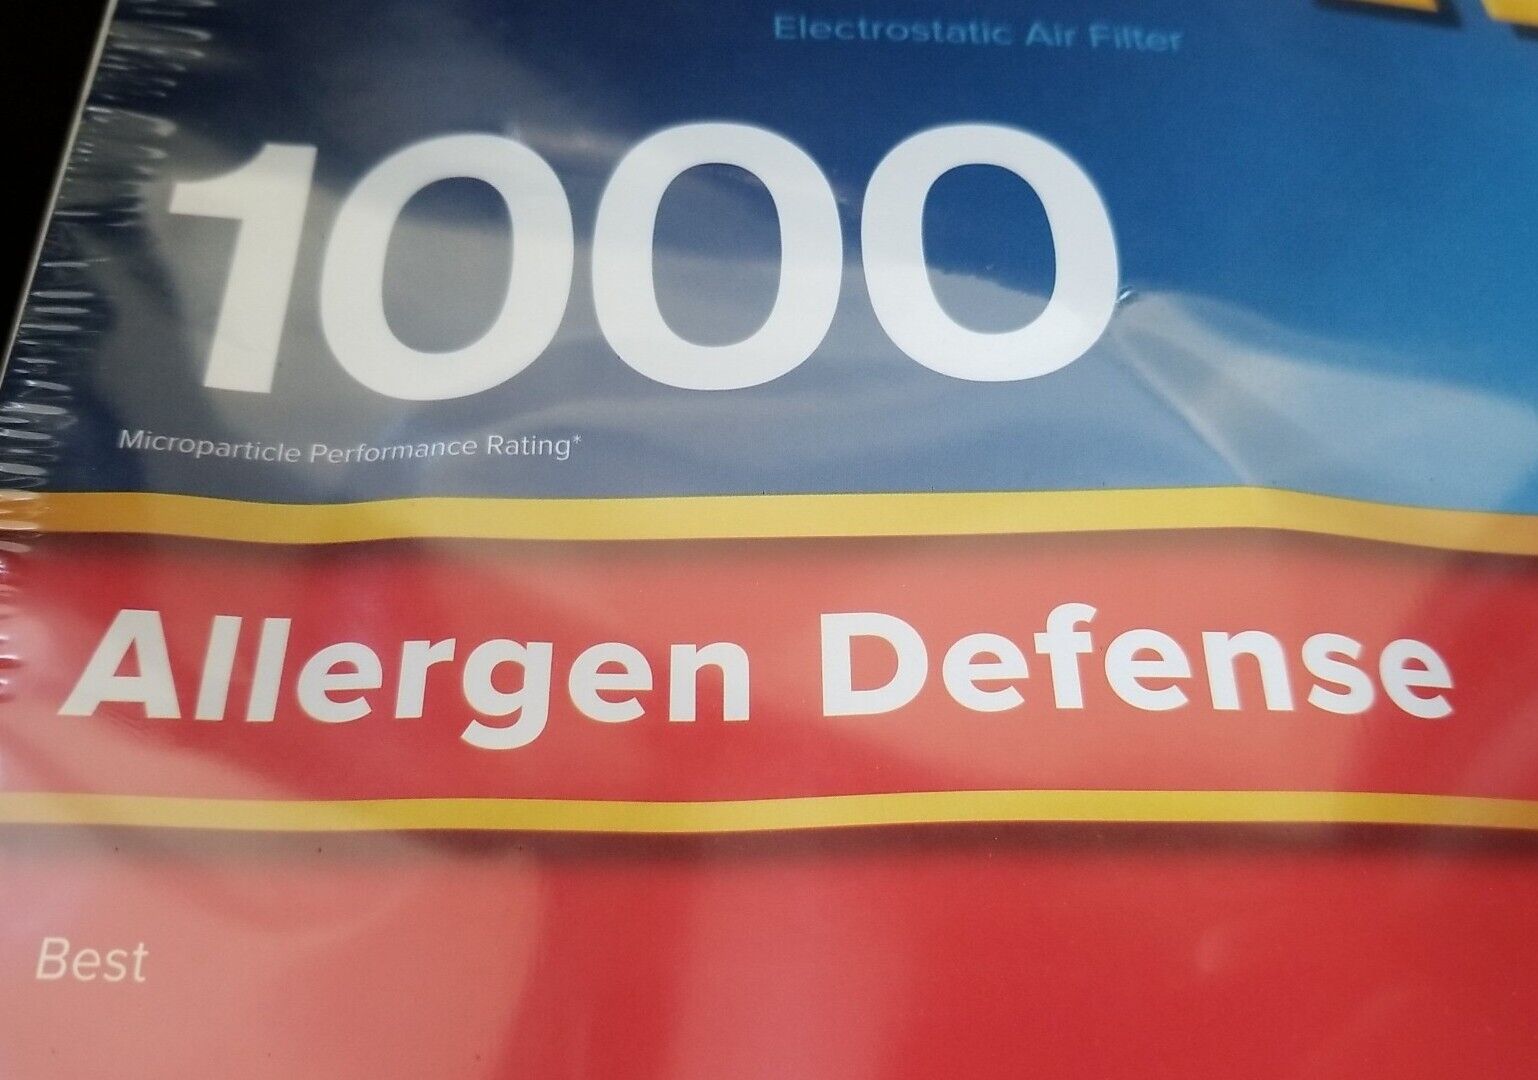 Electrostatic Air Filter
1000
Microparticle Performance Rating*
Allergen Defense
Best